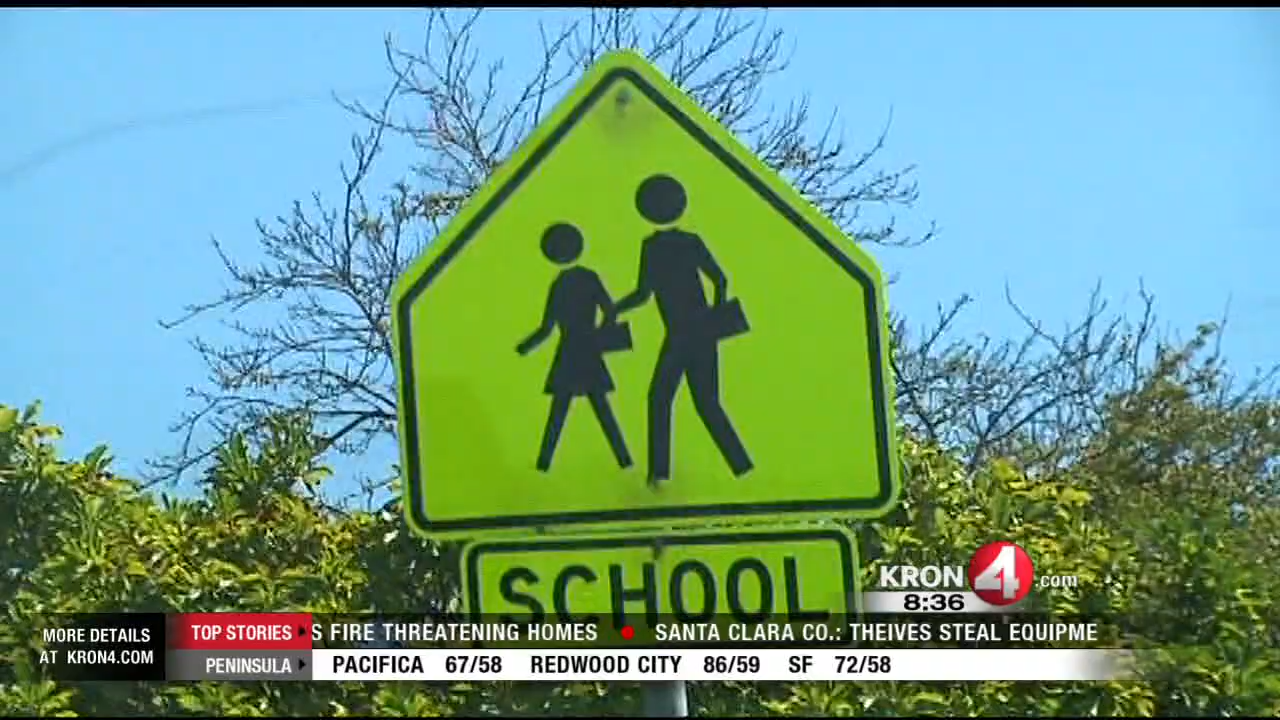 SCHOOL
KRON 4 .com
8:36
MORE DETAILS
AT KRON4.COM
TOP STORIES
S FIRE THREATENING HOMES • SANTA CLARA CO.: THEIVES STEAL EQUIPME
PENINSULA
PACIFICA 67/58 REDWOOD CITY 86/59 SF 72/58